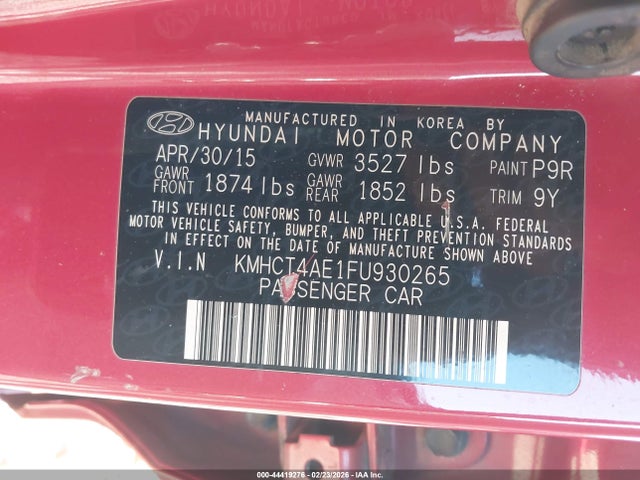 MANUFACTURED IN KOREA BY
HYUNDAI MOTOR COMPANY
APR/30/15 GVWR 3527 lbs PAINT P9R
GAWR FRONT 1874 lbs GAWR REAR 1852 lbs TRIM 9Y
THIS VEHICLE CONFORMS TO ALL APPLICABLE U.S.A. FEDERAL
MOTOR VEHICLE SAFETY, BUMPER, AND THEFT PREVENTION STANDARDS
IN EFFECT ON THE DATE OF MANUFACTURE SHOWN ABOVE
V.I.N KMHCT4AE1FU930265
PASSENGER CAR
000-44419276 - 02/23/2026 - IAAI.COM